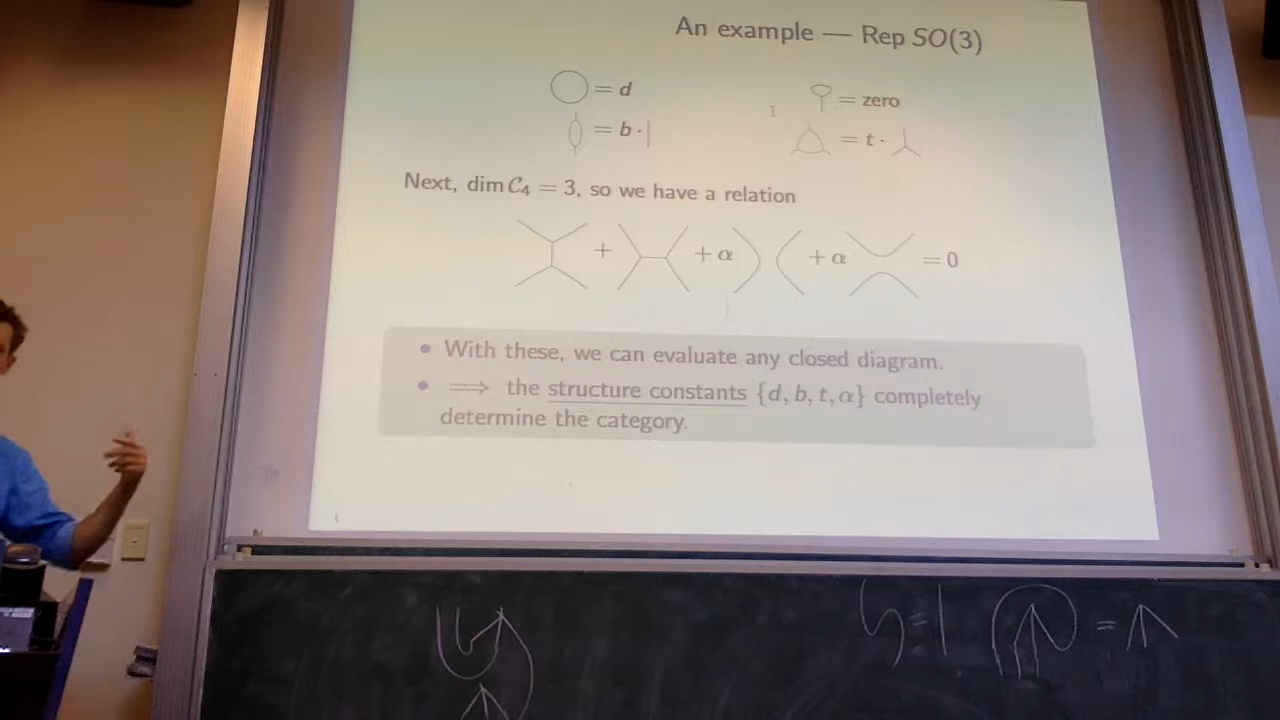 An example — Rep SO(3)
= d
= zero
= b ·
= t ·
Next, dim C₄ = 3, so we have a relation
+ + α + α = 0
• With these, we can evaluate any closed diagram.
• ⟹ the structure constants {d, b, t, α} completely
determine the category.
= 1
=